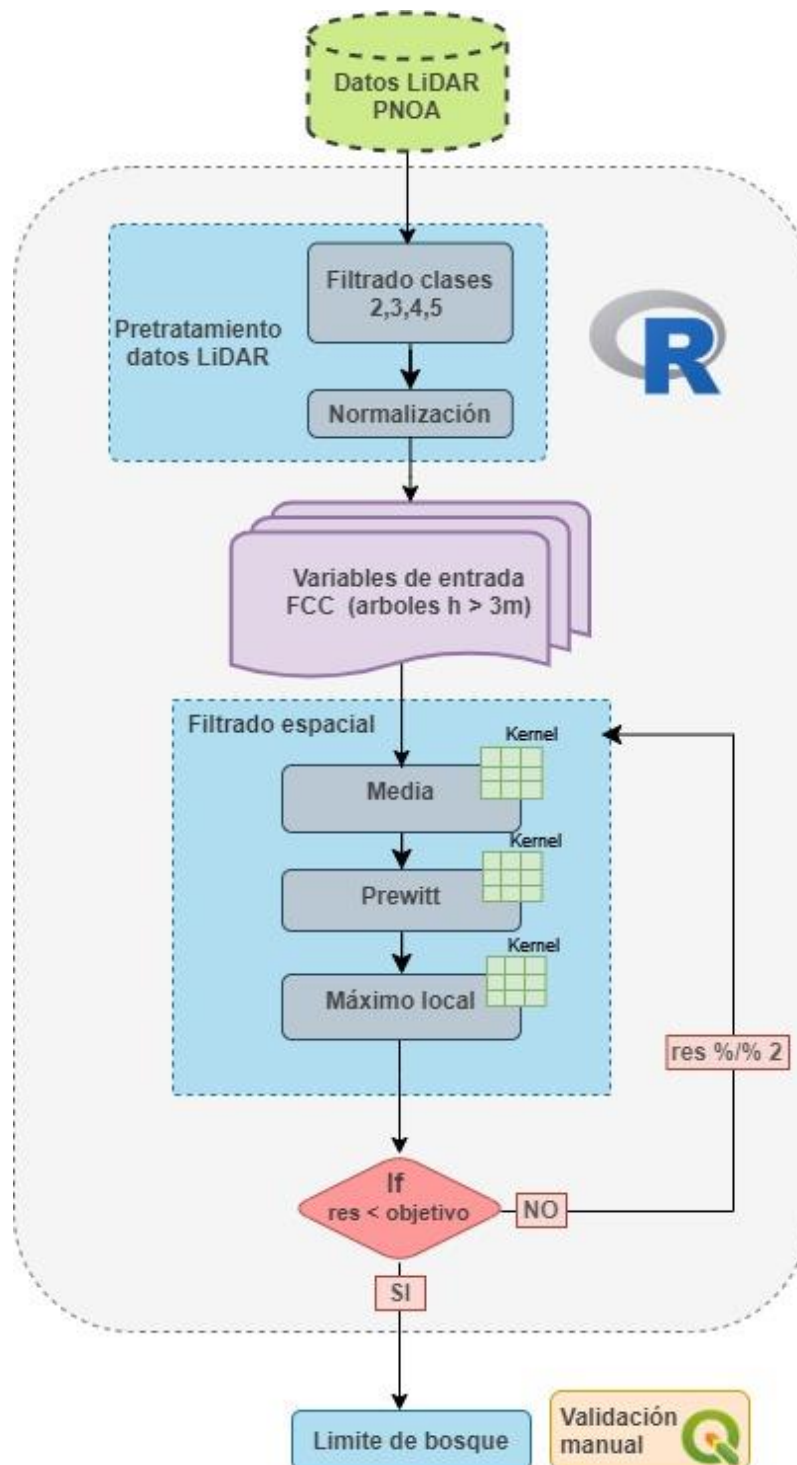 Datos LiDAR
PNOA
Filtrado clases
2,3,4,5
Pretratamiento
datos LiDAR
R
Normalización
Variables de entrada
FCC (arboles h > 3m)
Filtrado espacial
Kernel
Media
Kernel
Prewitt
Kernel
Máximo local
res %/% 2
If
res < objetivo
NO
SI
Limite de bosque
Validación
manual